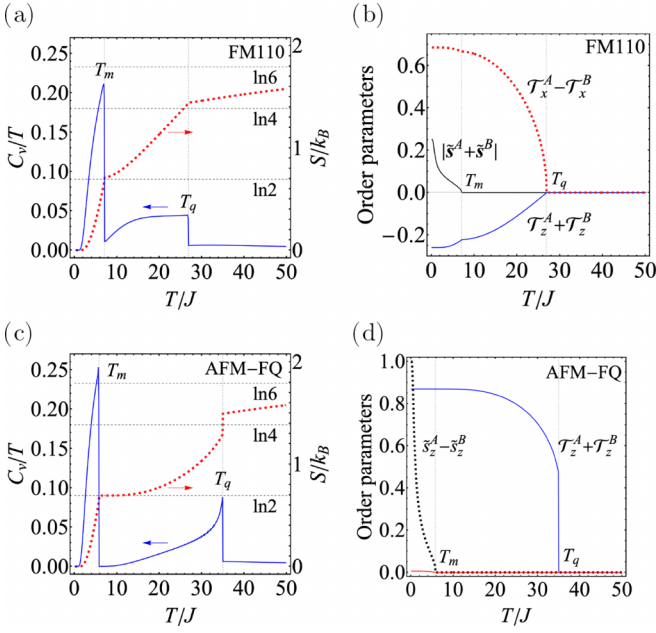 (a)
FM110
C_v/T
0.25
0.20
0.15
0.10
0.05
0.00
T_m
T_q
ln6
ln4
ln2
2
1
0
S/k_B
0 10 20 30 40 50
T/J
(b)
FM110
Order parameters
0.6
0.4
0.2
0.0
−0.2
𝒯_x^A−𝒯_x^B
|s̃^A+s̃^B|
T_m
T_q
𝒯_z^A+𝒯_z^B
0 10 20 30 40 50
T/J
(c)
AFM−FQ
C_v/T
0.25
0.20
0.15
0.10
0.05
0.00
T_m
T_q
ln6
ln4
ln2
2
1
0
S/k_B
0 10 20 30 40 50
T/J
(d)
AFM−FQ
Order parameters
1.0
0.8
0.6
0.4
0.2
0.0
s̃_z^A−s̃_z^B
𝒯_z^A+𝒯_z^B
T_m
T_q
0 10 20 30 40 50
T/J